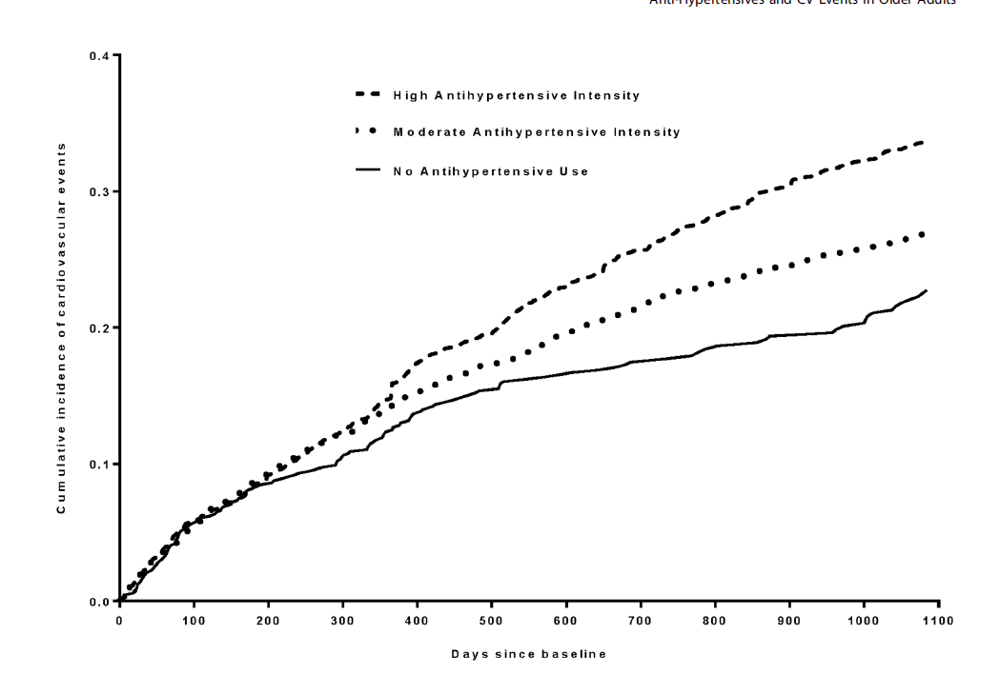 Anti-Hypertensives and CV Events in Older Adults
0.4
High Antihypertensive Intensity
Moderate Antihypertensive Intensity
No Antihypertensive Use
0.3
0.2
0.1
0.0
Cumulative incidence of cardiovascular events
0 100 200 300 400 500 600 700 800 900 1000 1100
Days since baseline